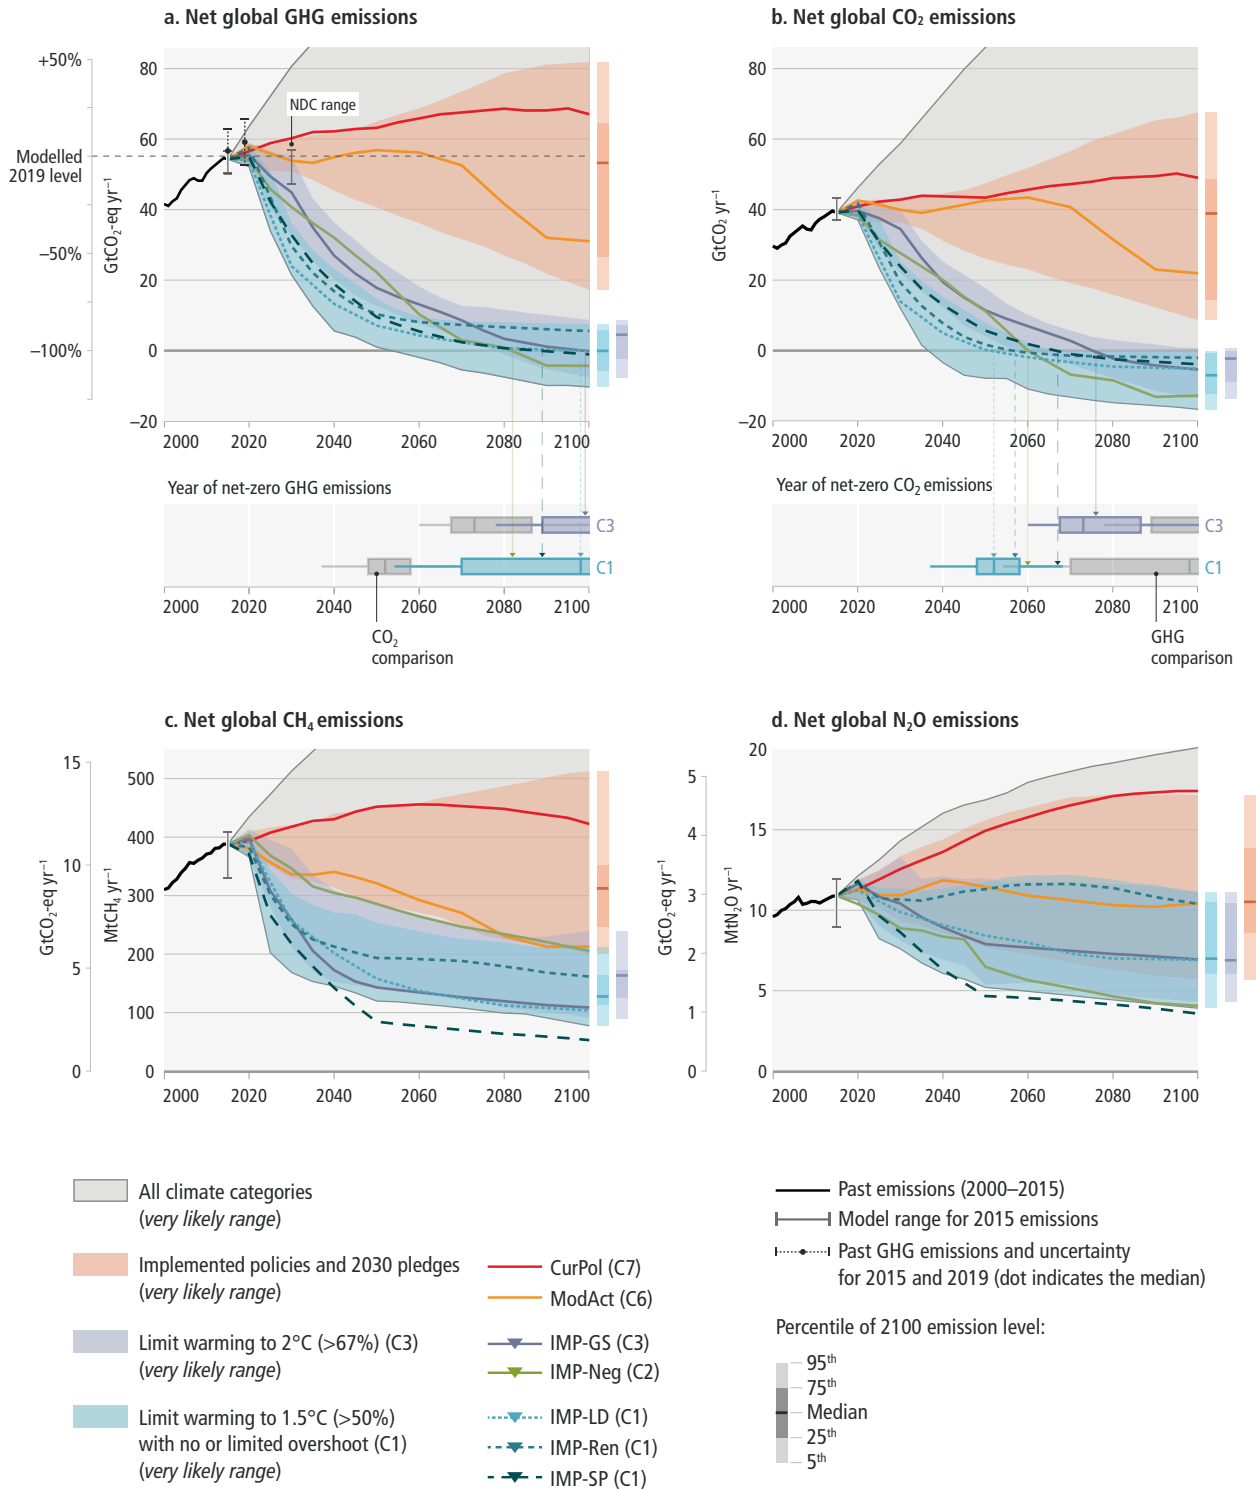 a. Net global GHG emissions
+50%
Modelled
2019 level
−50%
−100%
GtCO2-eq yr−1
80
60
40
20
0
−20
NDC range
2000 2020 2040 2060 2080 2100
Year of net-zero GHG emissions
C3
C1
2000 2020 2040 2060 2080 2100
CO2
comparison
b. Net global CO2 emissions
GtCO2 yr−1
80
60
40
20
0
−20
2000 2020 2040 2060 2080 2100
Year of net-zero CO2 emissions
C3
C1
2000 2020 2040 2060 2080 2100
GHG
comparison
c. Net global CH4 emissions
GtCO2-eq yr−1
15
10
5
0
MtCH4 yr−1
500
400
300
200
100
0
2000 2020 2040 2060 2080 2100
d. Net global N2O emissions
GtCO2-eq yr−1
5
4
3
2
1
0
MtN2O yr−1
20
15
10
5
0
2000 2020 2040 2060 2080 2100
All climate categories
(very likely range)
Implemented policies and 2030 pledges
(very likely range)
Limit warming to 2°C (>67%) (C3)
(very likely range)
Limit warming to 1.5°C (>50%)
with no or limited overshoot (C1)
(very likely range)
CurPol (C7)
ModAct (C6)
IMP-GS (C3)
IMP-Neg (C2)
IMP-LD (C1)
IMP-Ren (C1)
IMP-SP (C1)
Past emissions (2000–2015)
Model range for 2015 emissions
Past GHG emissions and uncertainty
for 2015 and 2019 (dot indicates the median)
Percentile of 2100 emission level:
95th
75th
Median
25th
5th